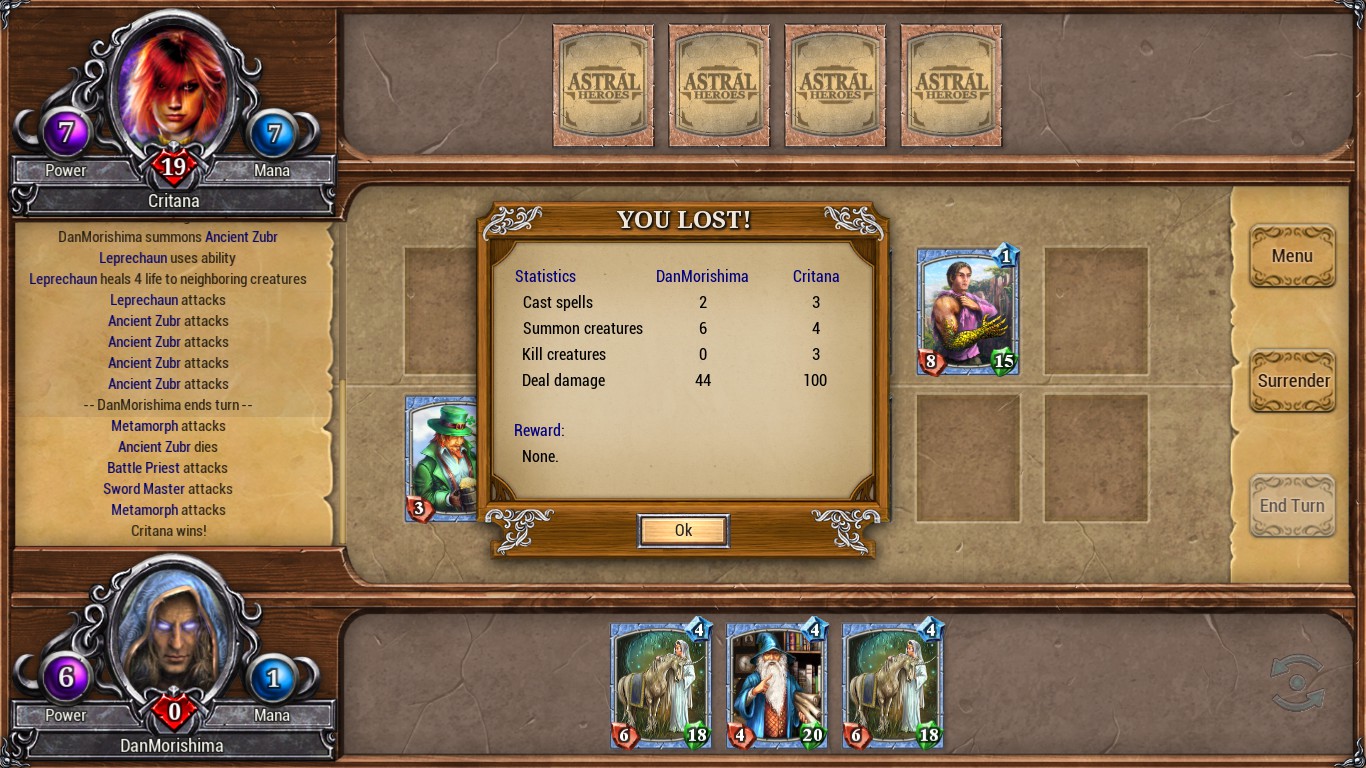 ASTRAL HEROES
ASTRAL HEROES
ASTRAL HEROES
ASTRAL HEROES
7
7
Power
19
Mana
Critana
DanMorishima summons Ancient Zubr
Leprechaun uses ability
Leprechaun heals 4 life to neighboring creatures
Leprechaun attacks
Ancient Zubr attacks
Ancient Zubr attacks
Ancient Zubr attacks
Ancient Zubr attacks
-- DanMorishima ends turn --
Metamorph attacks
Ancient Zubr dies
Battle Priest attacks
Sword Master attacks
Metamorph attacks
Critana wins!
YOU LOST!
Statistics DanMorishima Critana
Cast spells 2 3
Summon creatures 6 4
Kill creatures 0 3
Deal damage 44 100
Reward:
None.
Ok
1
8 15
3
Menu
Surrender
End Turn
6
1
Power
0
Mana
DanMorishima
4
6 18
4
4 20
4
6 18